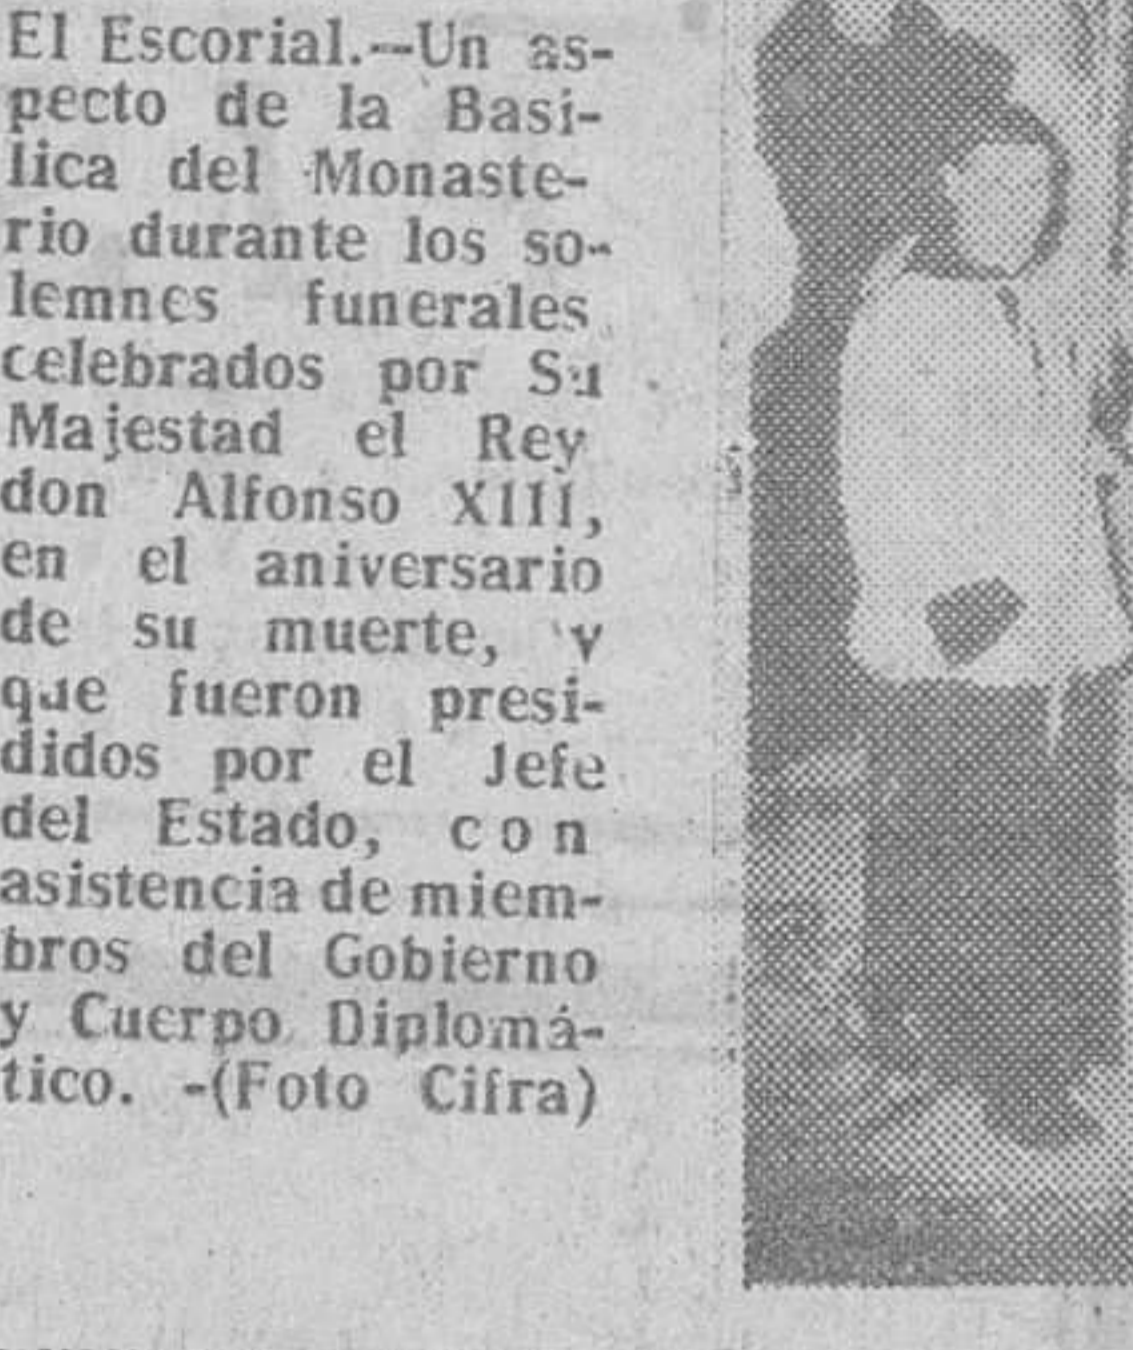 El Escorial.—Un as-
pecto de la Basí-
lica del Monaste-
rio durante los so-
lemnes funerales
celebrados por Su
Majestad el Rey
don Alfonso XIII,
en el aniversario
de su muerte, y
que fueron presi-
didos por el Jefe
del Estado, con
asistencia de miem-
bros del Gobierno
y Cuerpo Diplomá-
tico. -(Foto Cifra)